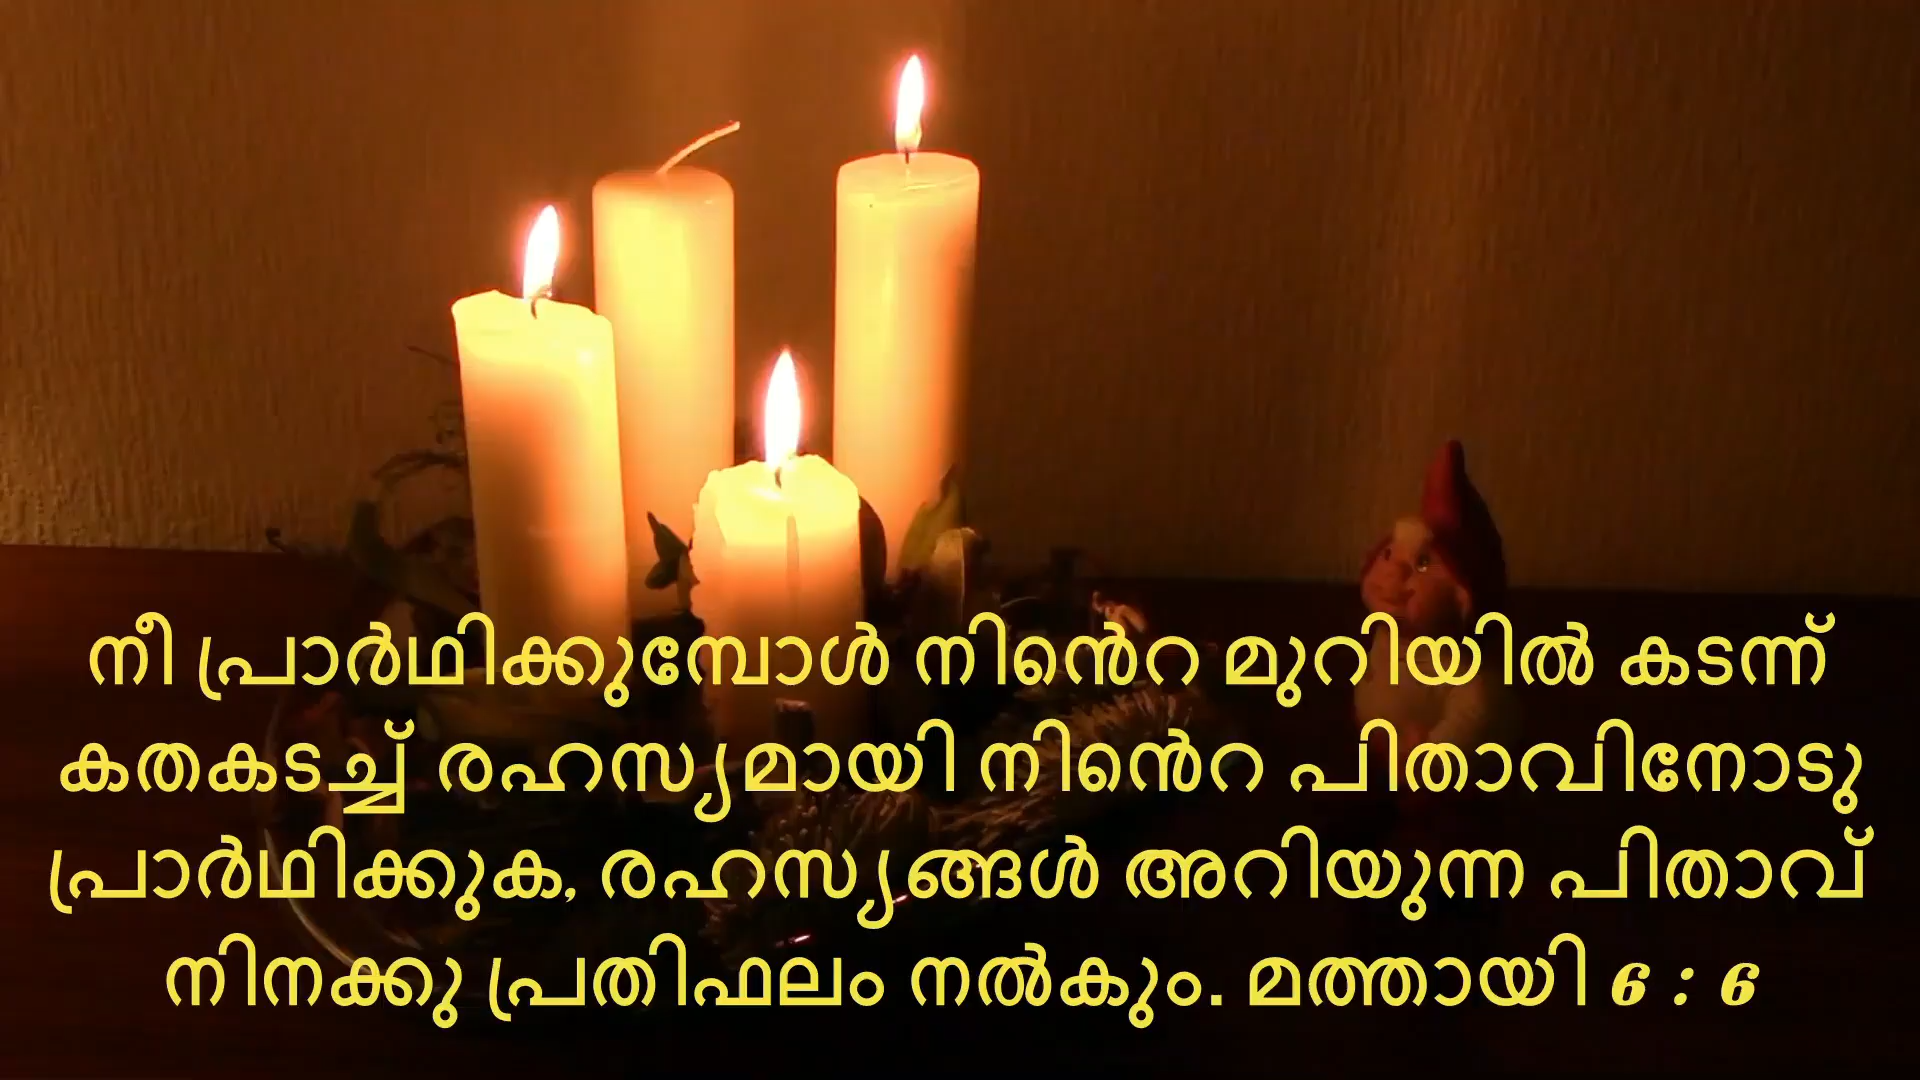 നീ പ്രാർഥിക്കുമ്പോൾ നിൻെറ മുറിയിൽ കടന്ന്
കതകടച്ച് രഹസ്യമായി നിൻെറ പിതാവിനോടു
പ്രാർഥിക്കുക, രഹസ്യങ്ങൾ അറിയുന്ന പിതാവ്
നിനക്കു പ്രതിഫലം നൽകും. മത്തായി 6 : 6